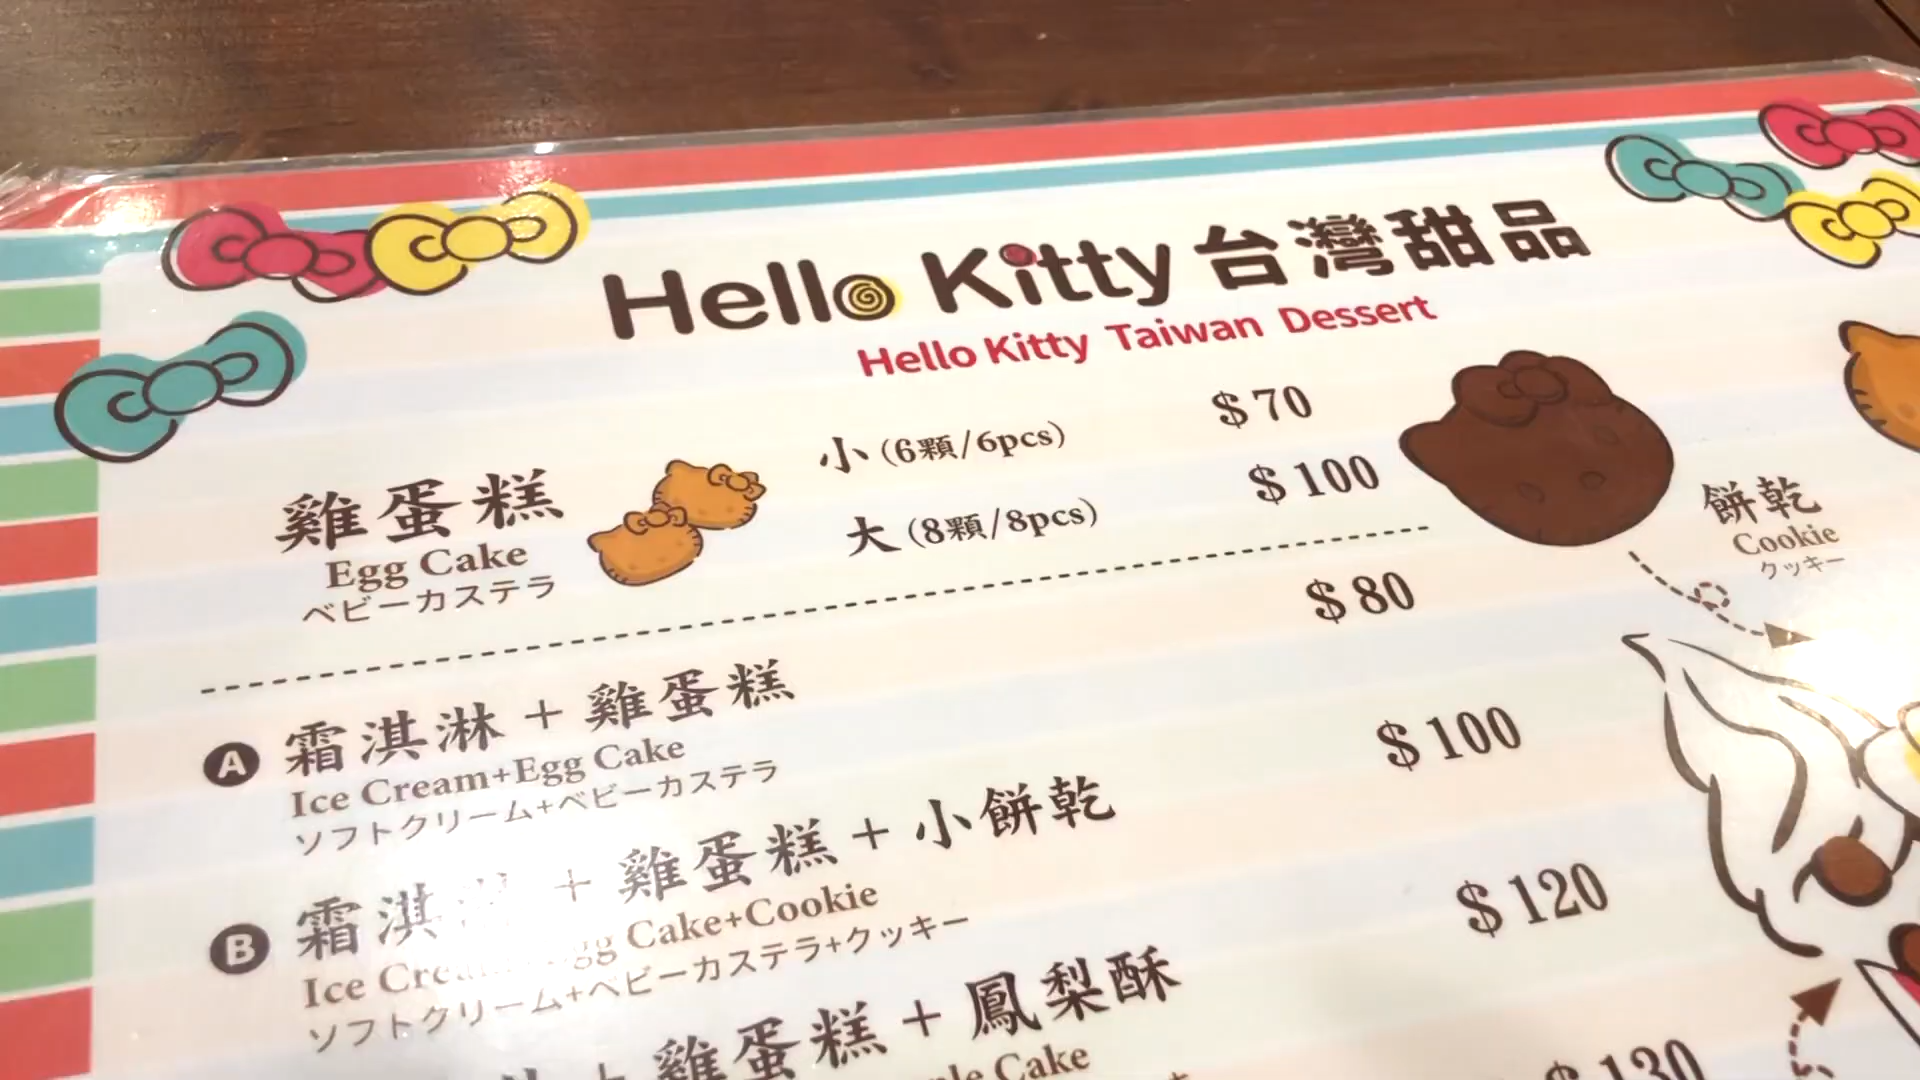 Hello Kitty 台灣甜品
Hello Kitty Taiwan Dessert
雞蛋糕
Egg Cake
ベビーカステラ
小(6顆/6pcs) $70
大(8顆/8pcs) $100
餅乾
Cookie
クッキー
A 霜淇淋+雞蛋糕 $80
Ice Cream+Egg Cake
ソフトクリーム+ベビーカステラ
B 霜淇 +雞蛋糕+小餅乾 $100
Ice Cake+Cookie
ソフトクリーム+ベビーカステラ+クッキー
+雞蛋糕+鳳梨酥 $120
Cake
$130